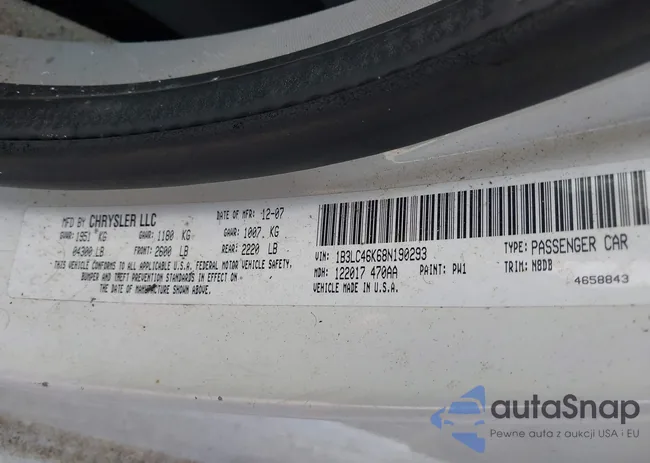 MFD BY CHRYSLER LLC
DATE OF MFR: 12-07
GVWR: 1951 KG
GAWR: 1180 KG
GAWR: 1007 KG
04300 LB
FRONT: 2600 LB
REAR: 2220 LB
THIS VEHICLE CONFORMS TO ALL APPLICABLE U.S.A. FEDERAL MOTOR VEHICLE SAFETY,
BUMPER AND THEFT PREVENTION STANDARDS IN EFFECT ON
THE DATE OF MANUFACTURE SHOWN ABOVE.
VIN: 1B3LC46K68N190293
TYPE: PASSENGER CAR
MDH: 122017 470AA
PAINT: PW1
TRIM: N8DB
VEHICLE MADE IN U.S.A.
4658843
autaSnap
Pewne auta z aukcji USA i EU